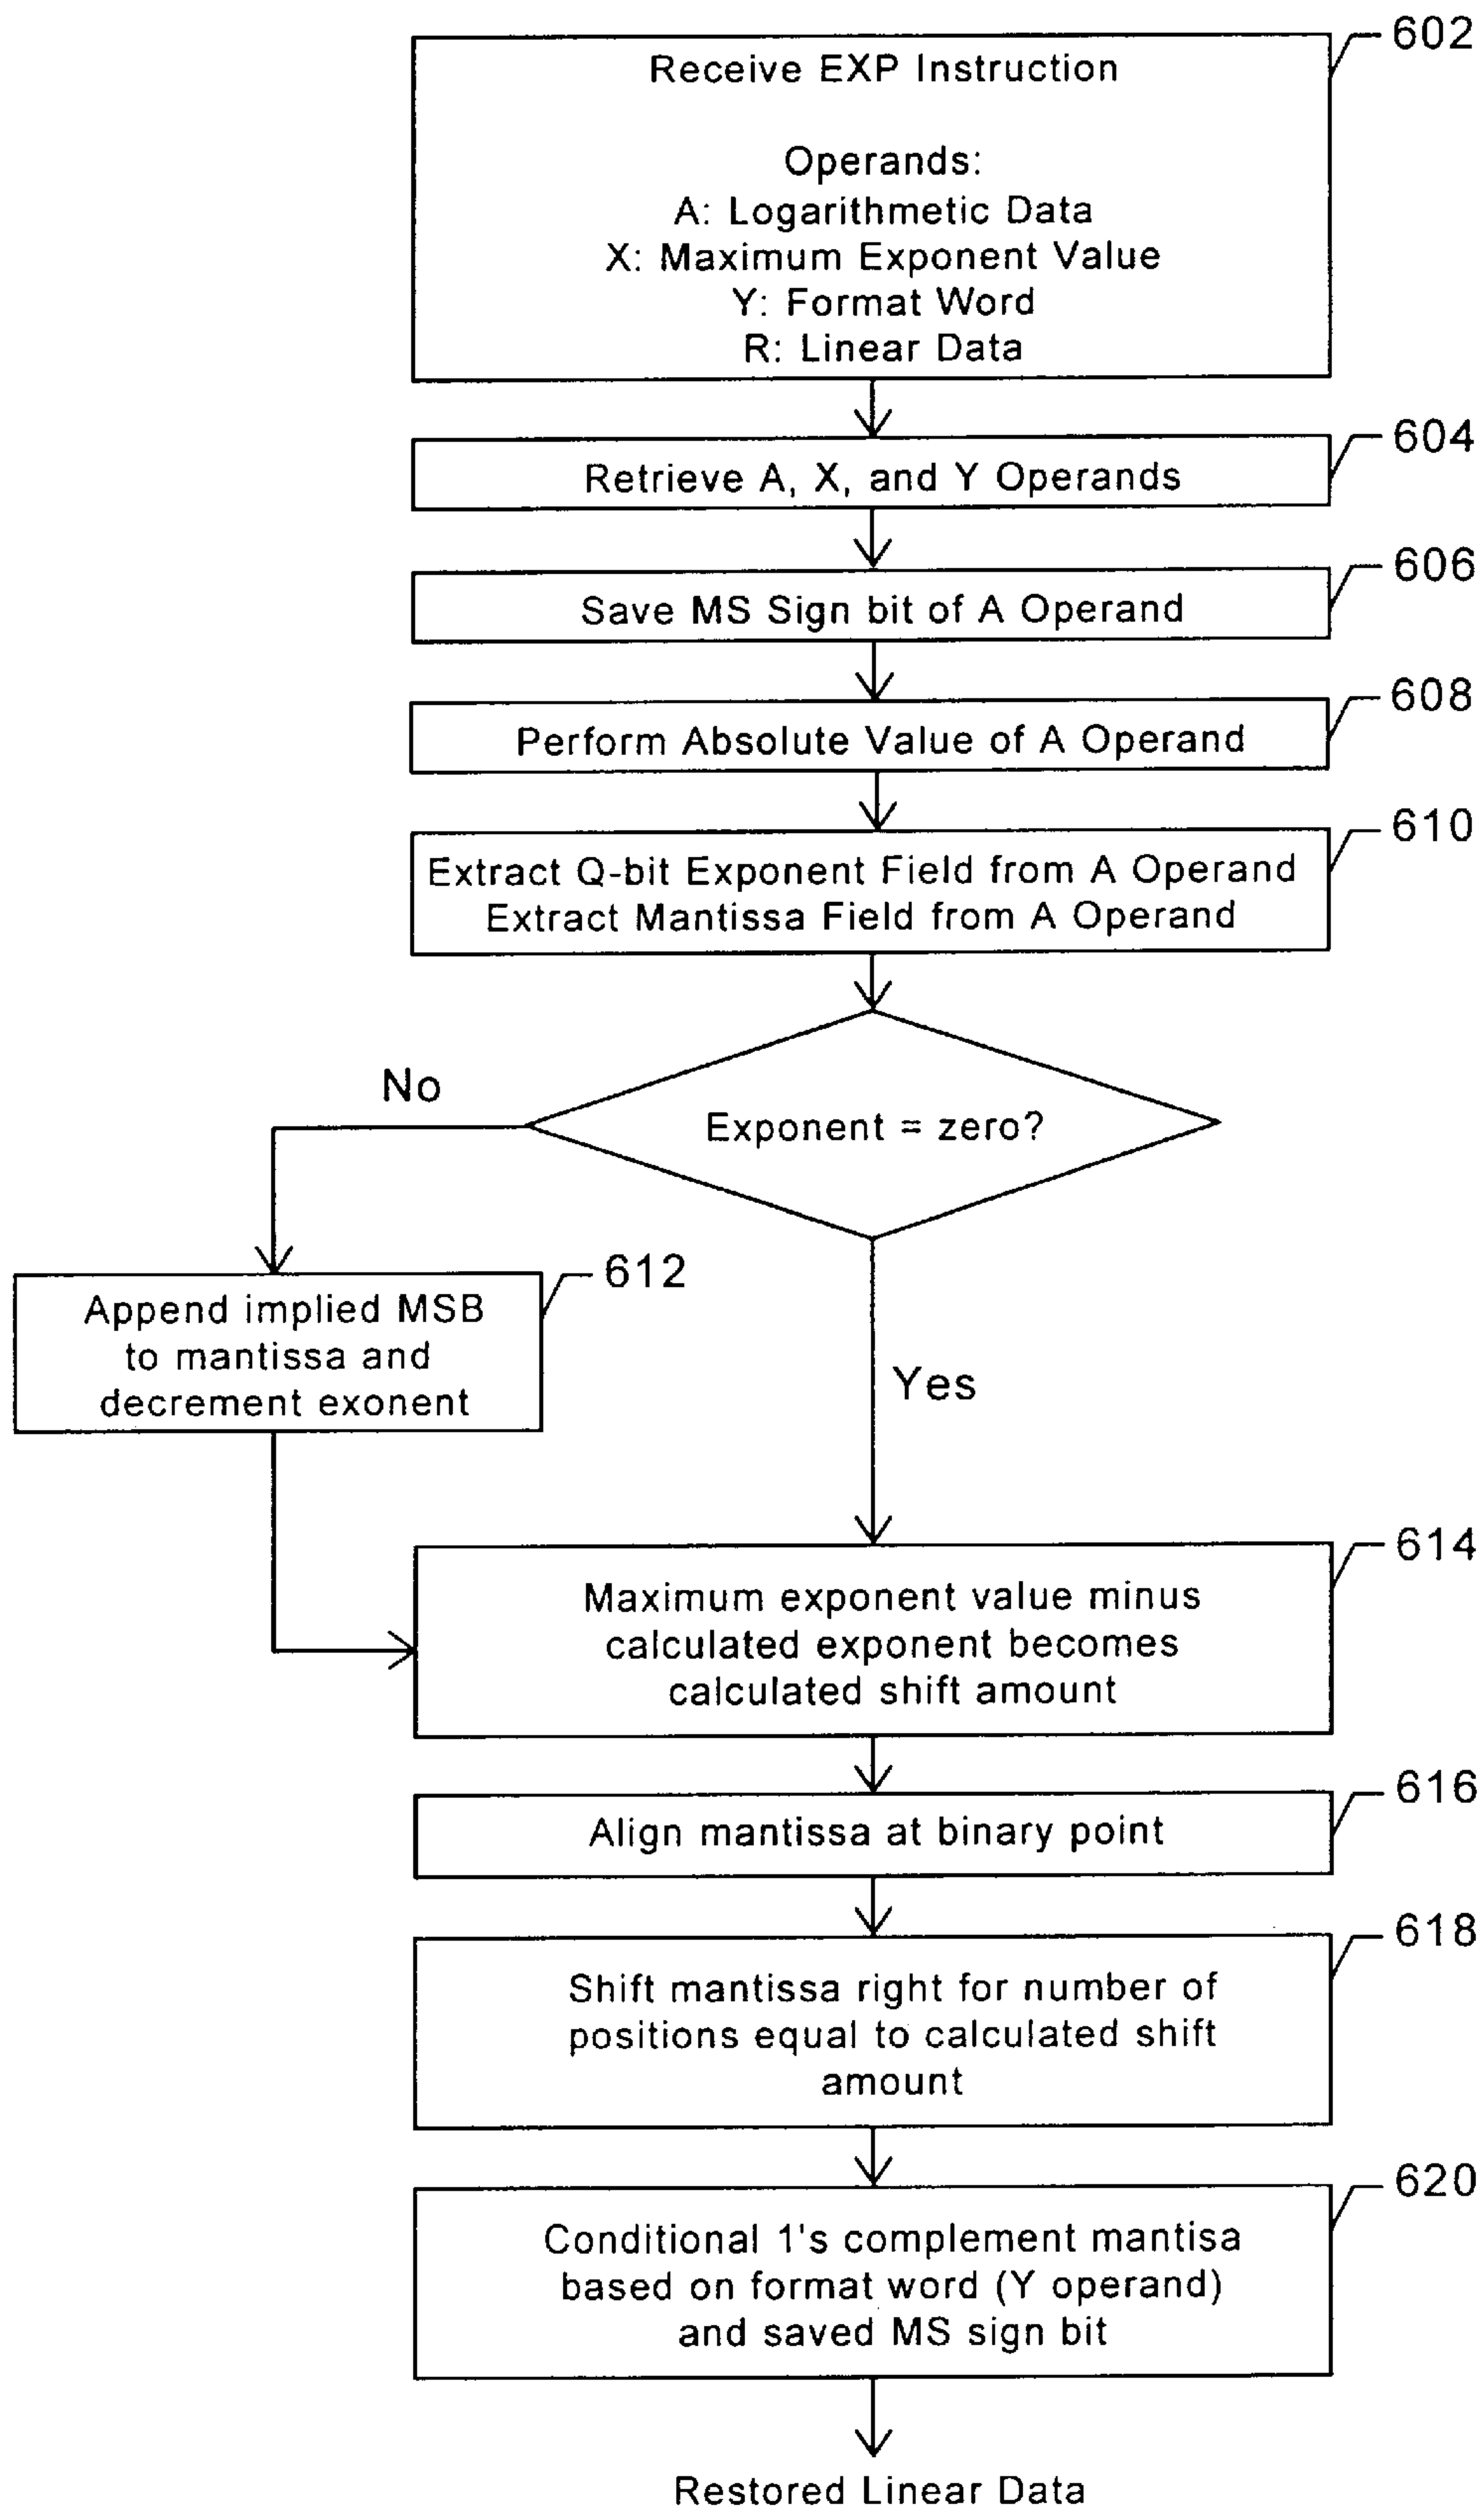 602
Receive EXP Instruction
Operands:
A: Logarithmetic Data
X: Maximum Exponent Value
Y: Format Word
R: Linear Data
604
Retrieve A, X, and Y Operands
606
Save MS Sign bit of A Operand
608
Perform Absolute Value of A Operand
610
Extract Q-bit Exponent Field from A Operand
Extract Mantissa Field from A Operand
No
Exponent = zero?
612
Append implied MSB
to mantissa and
decrement exonent
Yes
614
Maximum exponent value minus
calculated exponent becomes
calculated shift amount
616
Align mantissa at binary point
618
Shift mantissa right for number of
positions equal to calculated shift
amount
620
Conditional 1's complement mantisa
based on format word (Y operand)
and saved MS sign bit
Restored Linear Data